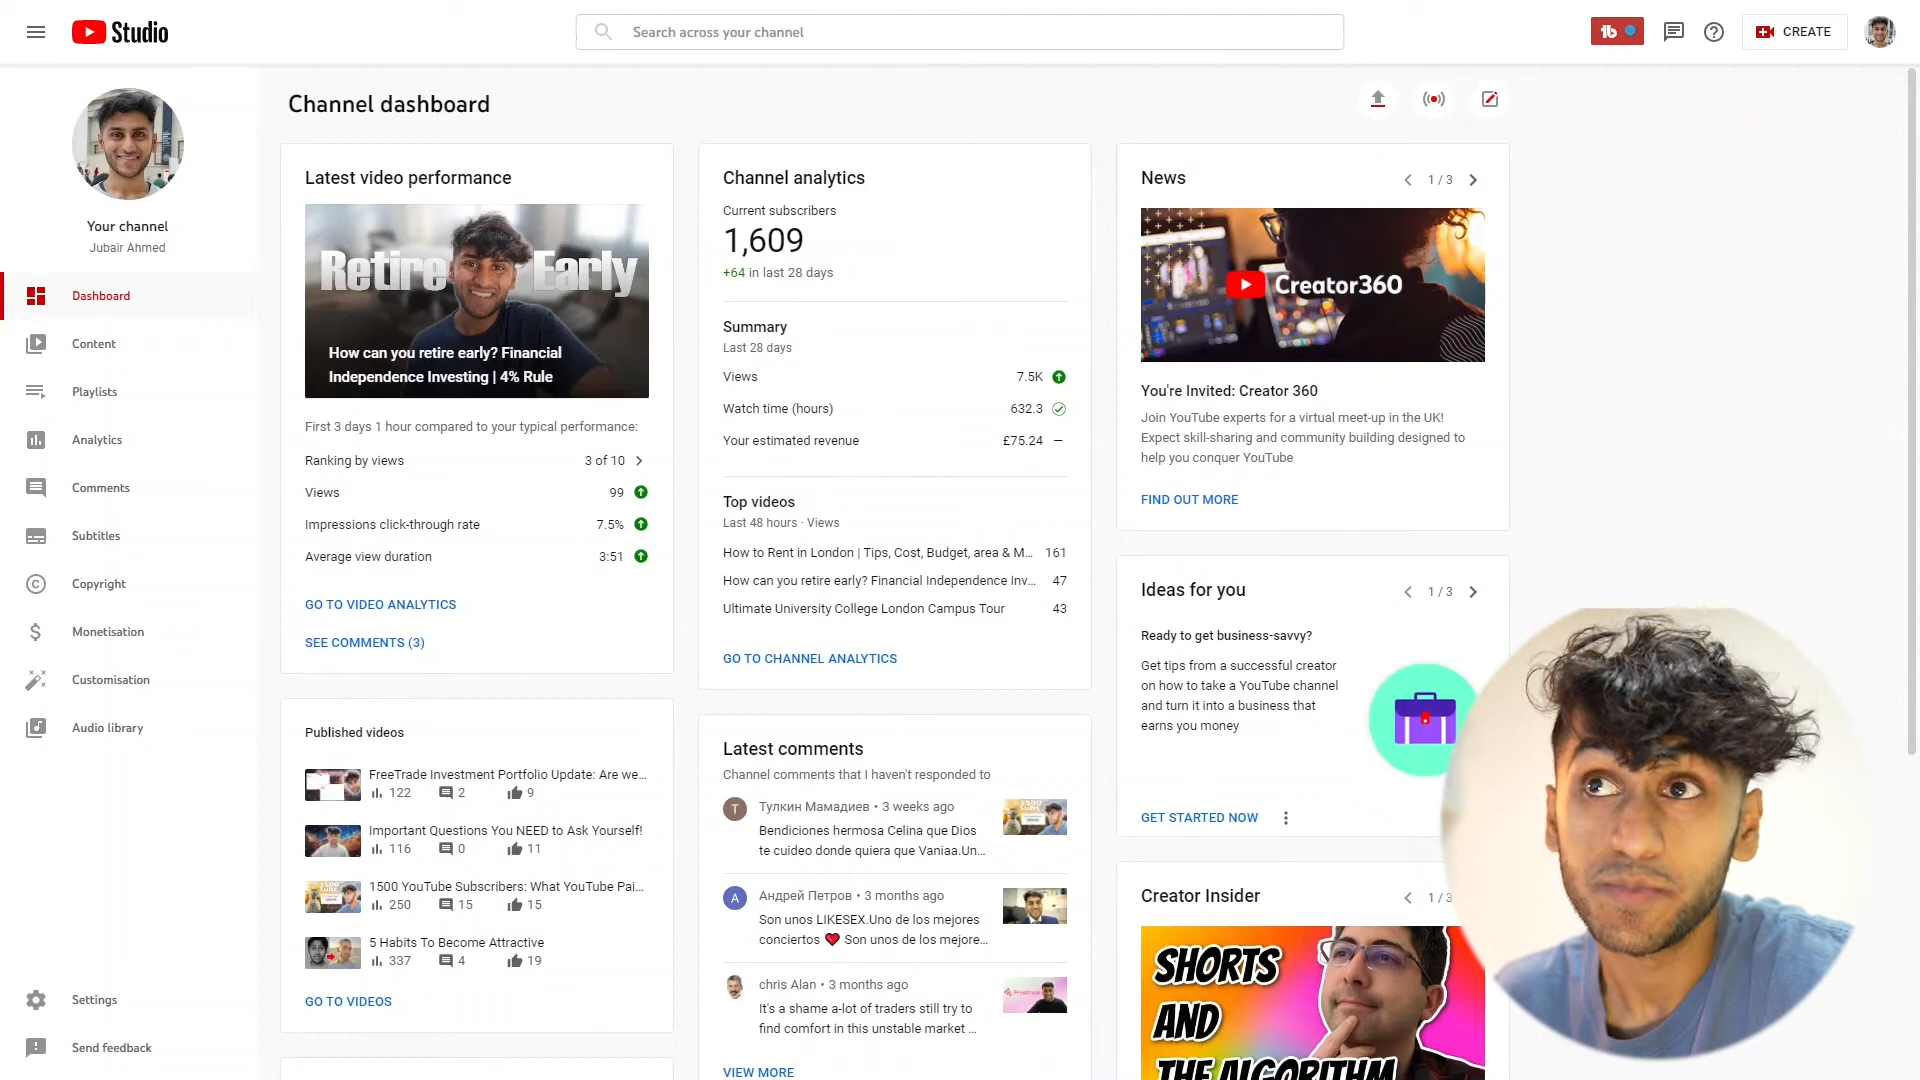 Studio
Search across your channel
CREATE
Your channel
Jubair Ahmed
Dashboard
Content
Playlists
Analytics
Comments
Subtitles
Copyright
Monetisation
Customisation
Audio library
Settings
Send feedback
Channel dashboard
Latest video performance
Retire Early
How can you retire early? Financial
Independence Investing | 4% Rule
First 3 days 1 hour compared to your typical performance:
Ranking by views 3 of 10
Views 99
Impressions click-through rate 7.5%
Average view duration 3:51
GO TO VIDEO ANALYTICS
SEE COMMENTS (3)
Published videos
FreeTrade Investment Portfolio Update: Are we...
122 2 9
Important Questions You NEED to Ask Yourself!
116 0 11
1500 YouTube Subscribers: What YouTube Pai...
250 15 15
5 Habits To Become Attractive
337 4 19
GO TO VIDEOS
Channel analytics
Current subscribers
1,609
+64 in last 28 days
Summary
Last 28 days
Views 7.5K
Watch time (hours) 632.3
Your estimated revenue £75.24 —
Top videos
Last 48 hours · Views
How to Rent in London | Tips, Cost, Budget, area & M... 161
How can you retire early? Financial Independence Inv... 47
Ultimate University College London Campus Tour 43
GO TO CHANNEL ANALYTICS
Latest comments
Channel comments that I haven't responded to
T
Тулкин Мамадиев • 3 weeks ago
Bendiciones hermosa Celina que Dios
te cuideo donde quiera que Vaniaa.Un...
A
Андрей Петров • 3 months ago
Son unos LIKESEX.Uno de los mejores
conciertos ❤ Son unos de los mejore...
chris Alan • 3 months ago
It's a shame a-lot of traders still try to
find comfort in this unstable market ...
VIEW MORE
News 1 / 3
Creator360
You're Invited: Creator 360
Join YouTube experts for a virtual meet-up in the UK!
Expect skill-sharing and community building designed to
help you conquer YouTube
FIND OUT MORE
Ideas for you 1 / 3
Ready to get business-savvy?
Get tips from a successful creator
on how to take a YouTube channel
and turn it into a business that
earns you money
GET STARTED NOW
Creator Insider 1 / 3
SHORTS
AND
THE ALGORITHM